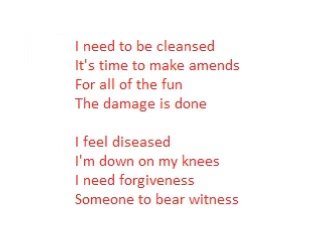 I need to be cleansed
It's time to make amends
For all of the fun
The damage is done
I feel diseased
I'm down on my knees
I need forgiveness
Someone to bear witness